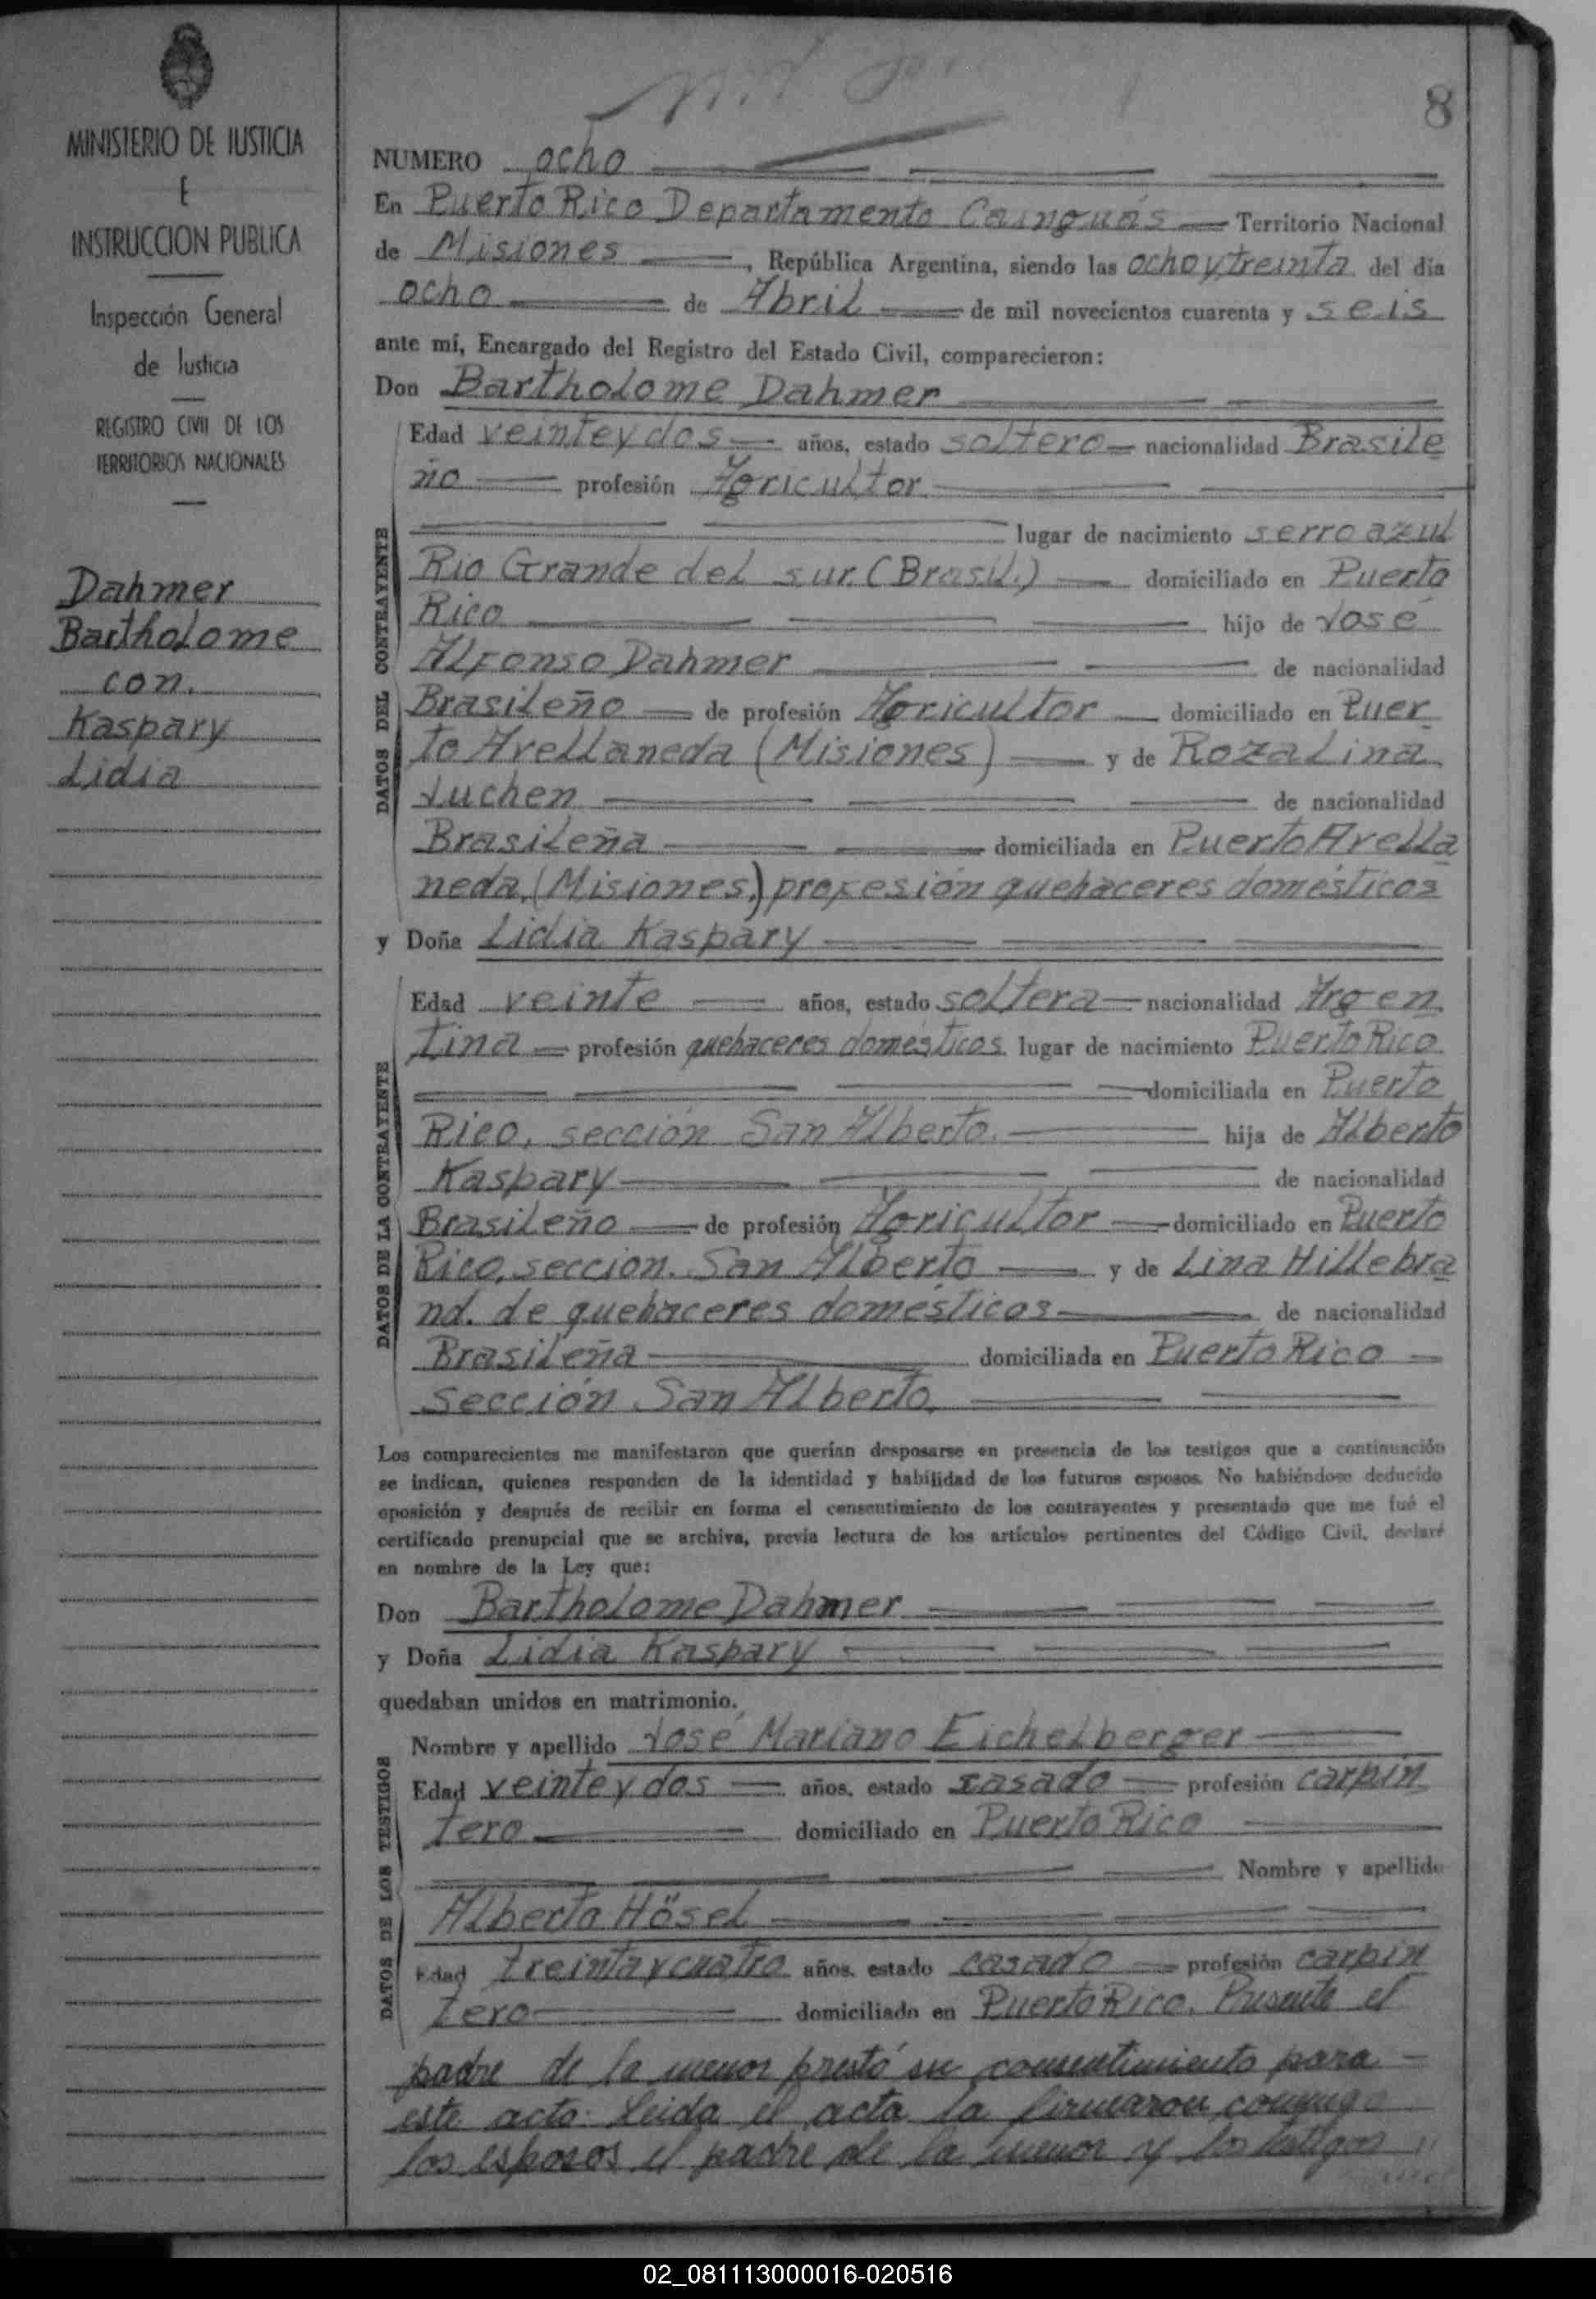 MINISTERIO DE JUSTICIA
E
INSTRUCCION PUBLICA
Inspección General
de Justicia
REGISTRO CIVIL DE LOS
TERRITORIOS NACIONALES
Dahmer
Bartholome
con.
Kaspary
Lidia
8
NUMERO ocho
En Puerto Rico Departamento Cainguás Territorio Nacional
de Misiones, República Argentina, siendo las ocho y treinta del día
ocho de Abril de mil novecientos cuarenta y seis
ante mí, Encargado del Registro del Estado Civil, comparecieron:
Don Bartholome Dahmer
DATOS DEL CONTRAYENTE
Edad veinte y dos años, estado soltero nacionalidad Brasile
ño profesión Agricultor
lugar de nacimiento serro azul
Rio Grande del sur. (Brasil.) domiciliado en Puerto
Rico hijo de José
Alfonso Dahmer de nacionalidad
Brasileño de profesión Agricultor domiciliado en Puer
to Avellaneda (Misiones) y de Rozalina
Juchen de nacionalidad
Brasileña domiciliada en Puerto Avella
neda, (Misiones.) profesión quehaceres domésticos
y Doña Lidia Kaspary
DATOS DE LA CONTRAYENTE
Edad veinte años, estado soltera nacionalidad Argen
tina profesión quehaceres domésticos lugar de nacimiento Puerto Rico
domiciliada en Puerto
Rico, sección San Alberto. hija de Alberto
Kaspary de nacionalidad
Brasileño de profesión Agricultor domiciliado en Puerto
Rico, seccion. San Alberto y de Lina Hillebra
nd. de quehaceres domésticos de nacionalidad
Brasileña domiciliada en Puerto Rico
sección San Alberto.
Los comparecientes me manifestaron que querían desposarse en presencia de los testigos que a continuación
se indican, quienes responden de la identidad y habilidad de los futuros esposos. No habiéndose deducido
oposición y después de recibir en forma el consentimiento de los contrayentes y presentado que me fué el
certificado prenupcial que se archiva, previa lectura de los artículos pertinentes del Código Civil, declaré
en nombre de la Ley que:
Don Bartholome Dahmer
y Doña Lidia Kaspary
quedaban unidos en matrimonio.
DATOS DE LOS TESTIGOS
Nombre y apellido José Mariano Eichelberger
Edad veinte y dos años, estado casado profesión carpin
tero domiciliado en Puerto Rico
Nombre y apellido
Alberto Hösel
Edad treinta y cuatro años, estado casado profesión carpin
tero domiciliado en Puerto Rico. Presente el
padre de la menor prestó su consentimiento para
este acto. Leida el acta la firmaron conmigo
los esposos el padre de la menor y los testigos
02_081113000016-020516